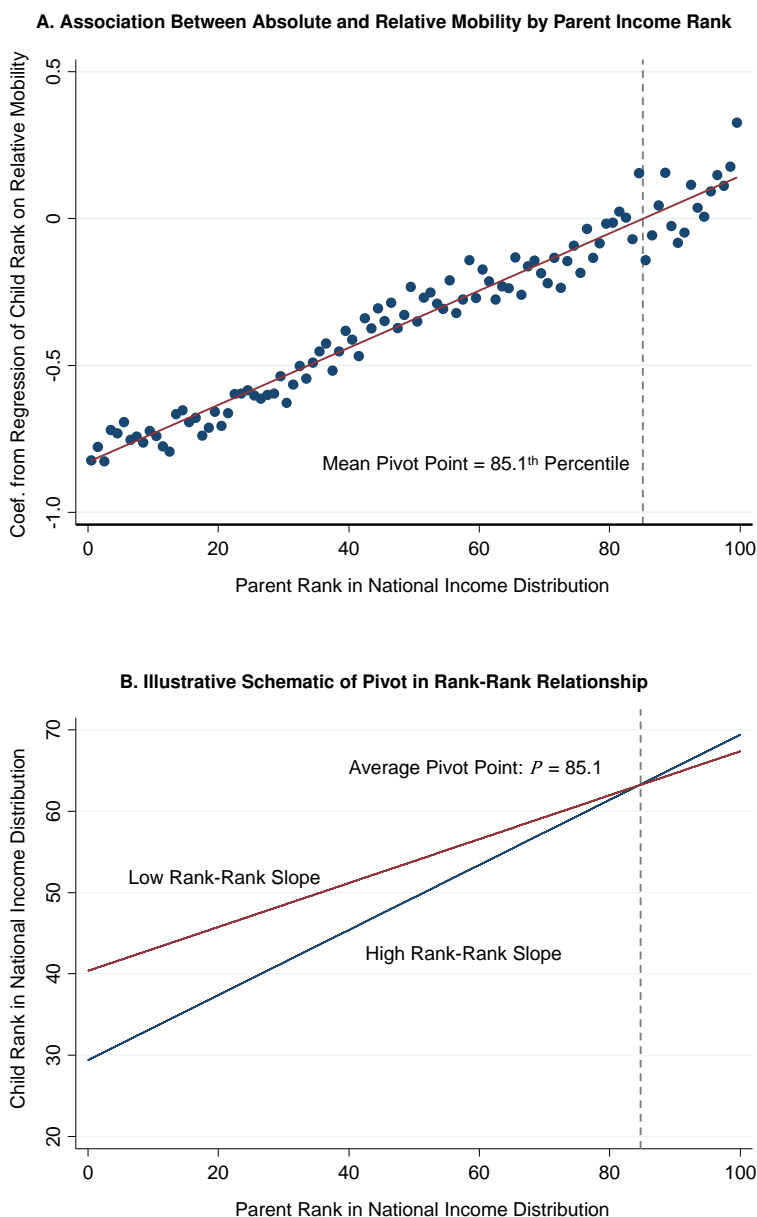 A. Association Between Absolute and Relative Mobility by Parent Income Rank
Coef. from Regression of Child Rank on Relative Mobility
0.5
0
-0.5
-1.0
Mean Pivot Point = 85.1th Percentile
0 20 40 60 80 100
Parent Rank in National Income Distribution
B. Illustrative Schematic of Pivot in Rank-Rank Relationship
Child Rank in National Income Distribution
70
60
50
40
30
20
Average Pivot Point: P = 85.1
Low Rank-Rank Slope
High Rank-Rank Slope
0 20 40 60 80 100
Parent Rank in National Income Distribution